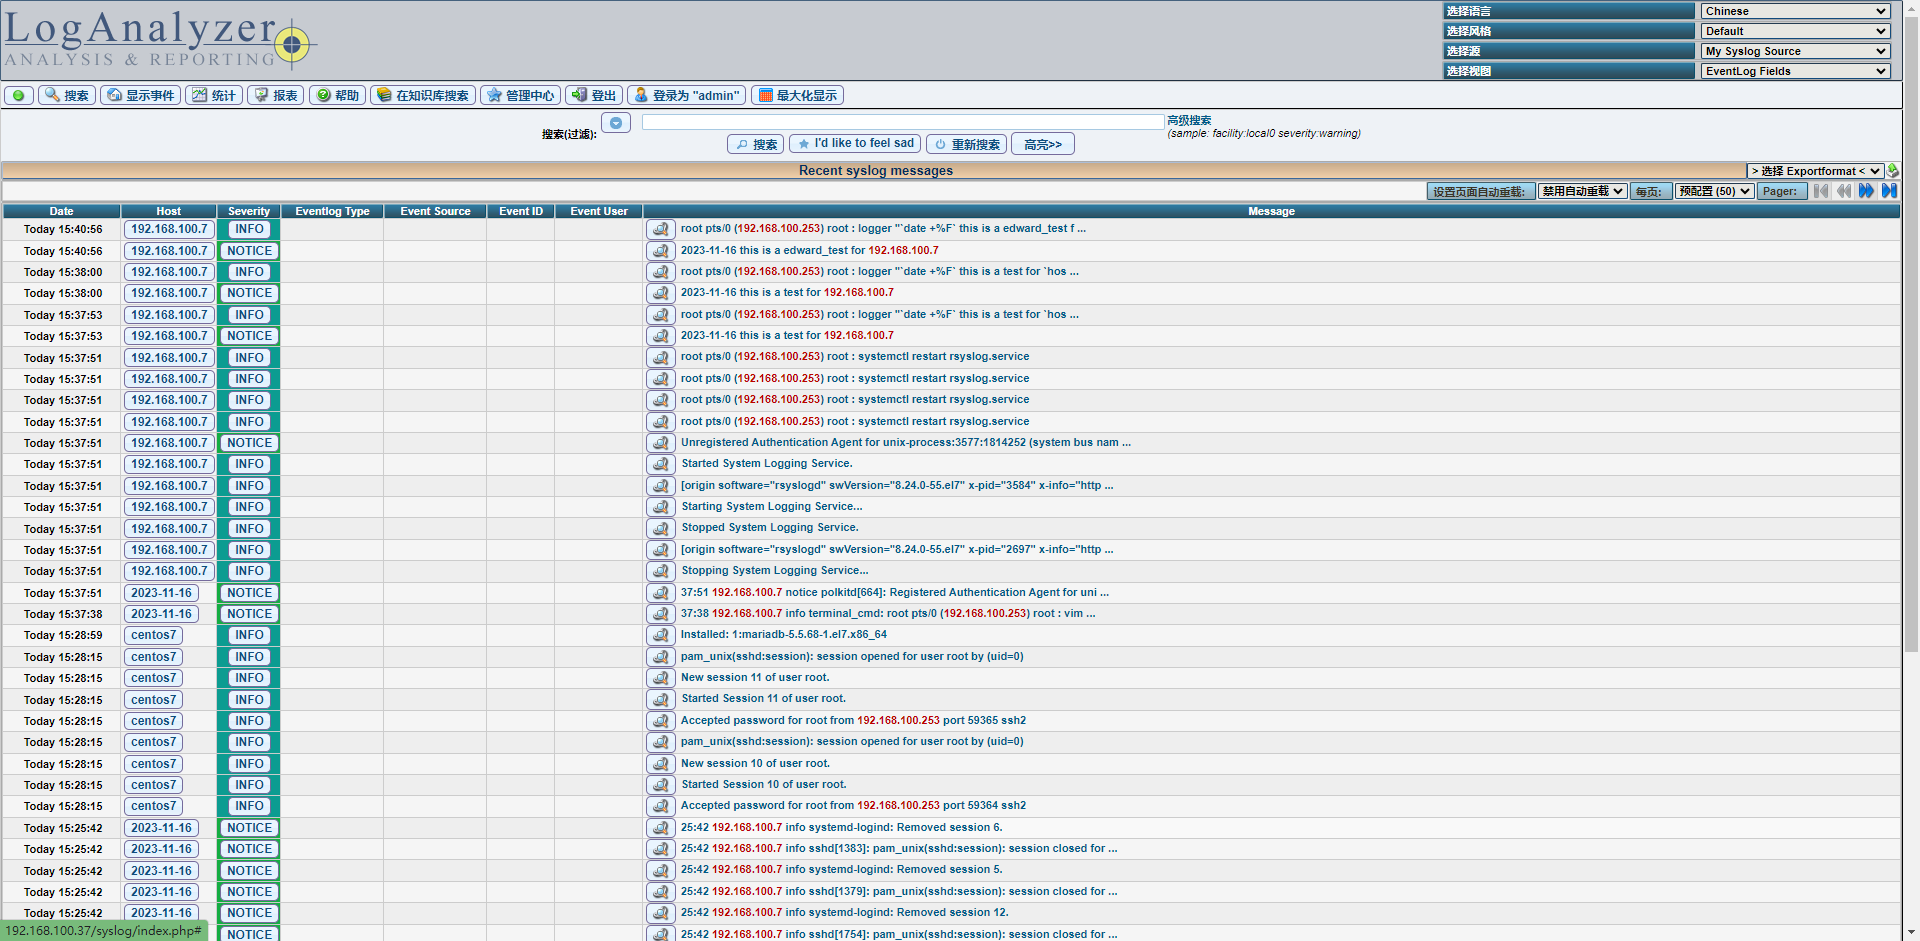 LogAnalyzer
ANALYSIS & REPORTING
选择语言 Chinese
选择风格 Default
选择源 My Syslog Source
选择视图 EventLog Fields
搜索 显示事件 统计 报表 帮助 在知识库搜索 管理中心 登出 登录为 "admin" 最大化显示
搜索(过滤): 高级搜索
(sample: facility:local0 severity:warning)
搜索 I'd like to feel sad 重新搜索 高亮>>
Recent syslog messages > 选择 Exportformat <
设置页面自动重载: 禁用自动重载 每页: 预配置 (50) Pager:
Date Host Severity Eventlog Type Event Source Event ID Event User Message
Today 15:40:56 192.168.100.7 INFO root pts/0 (192.168.100.253) root : logger "`date +%F` this is a edward_test f ...
Today 15:40:56 192.168.100.7 NOTICE 2023-11-16 this is a edward_test for 192.168.100.7
Today 15:38:00 192.168.100.7 INFO root pts/0 (192.168.100.253) root : logger "`date +%F` this is a test for `hos ...
Today 15:38:00 192.168.100.7 NOTICE 2023-11-16 this is a test for 192.168.100.7
Today 15:37:53 192.168.100.7 INFO root pts/0 (192.168.100.253) root : logger "`date +%F` this is a test for `hos ...
Today 15:37:53 192.168.100.7 NOTICE 2023-11-16 this is a test for 192.168.100.7
Today 15:37:51 192.168.100.7 INFO root pts/0 (192.168.100.253) root : systemctl restart rsyslog.service
Today 15:37:51 192.168.100.7 INFO root pts/0 (192.168.100.253) root : systemctl restart rsyslog.service
Today 15:37:51 192.168.100.7 INFO root pts/0 (192.168.100.253) root : systemctl restart rsyslog.service
Today 15:37:51 192.168.100.7 INFO root pts/0 (192.168.100.253) root : systemctl restart rsyslog.service
Today 15:37:51 192.168.100.7 NOTICE Unregistered Authentication Agent for unix-process:3577:1814252 (system bus nam ...
Today 15:37:51 192.168.100.7 INFO Started System Logging Service.
Today 15:37:51 192.168.100.7 INFO [origin software="rsyslogd" swVersion="8.24.0-55.el7" x-pid="3584" x-info="http ...
Today 15:37:51 192.168.100.7 INFO Starting System Logging Service...
Today 15:37:51 192.168.100.7 INFO Stopped System Logging Service.
Today 15:37:51 192.168.100.7 INFO [origin software="rsyslogd" swVersion="8.24.0-55.el7" x-pid="2697" x-info="http ...
Today 15:37:51 192.168.100.7 INFO Stopping System Logging Service...
Today 15:37:51 2023-11-16 NOTICE 37:51 192.168.100.7 notice polkitd[664]: Registered Authentication Agent for uni ...
Today 15:37:38 2023-11-16 NOTICE 37:38 192.168.100.7 info terminal_cmd: root pts/0 (192.168.100.253) root : vim ...
Today 15:28:59 centos7 INFO Installed: 1:mariadb-5.5.68-1.el7.x86_64
Today 15:28:15 centos7 INFO pam_unix(sshd:session): session opened for user root by (uid=0)
Today 15:28:15 centos7 INFO New session 11 of user root.
Today 15:28:15 centos7 INFO Started Session 11 of user root.
Today 15:28:15 centos7 INFO Accepted password for root from 192.168.100.253 port 59365 ssh2
Today 15:28:15 centos7 INFO pam_unix(sshd:session): session opened for user root by (uid=0)
Today 15:28:15 centos7 INFO New session 10 of user root.
Today 15:28:15 centos7 INFO Started Session 10 of user root.
Today 15:28:15 centos7 INFO Accepted password for root from 192.168.100.253 port 59364 ssh2
Today 15:25:42 2023-11-16 NOTICE 25:42 192.168.100.7 info systemd-logind: Removed session 6.
Today 15:25:42 2023-11-16 NOTICE 25:42 192.168.100.7 info sshd[1383]: pam_unix(sshd:session): session closed for ...
Today 15:25:42 2023-11-16 NOTICE 25:42 192.168.100.7 info systemd-logind: Removed session 5.
Today 15:25:42 2023-11-16 NOTICE 25:42 192.168.100.7 info sshd[1379]: pam_unix(sshd:session): session closed for ...
Today 15:25:42 2023-11-16 NOTICE 25:42 192.168.100.7 info systemd-logind: Removed session 12.
NOTICE 25:42 192.168.100.7 info sshd[1754]: pam_unix(sshd:session): session closed for ...
192.168.100.37/syslog/index.php#